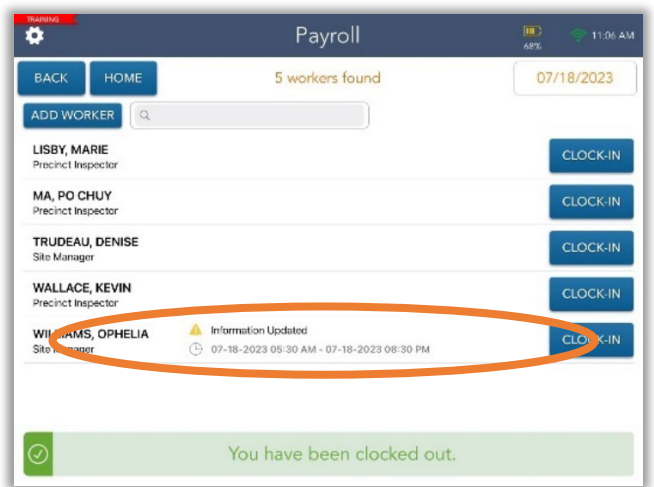 TRAINING
Payroll
68%
11:06 AM
BACK
HOME
5 workers found
07/18/2023
ADD WORKER
LISBY, MARIE
Precinct Inspector
CLOCK-IN
MA, PO CHUY
Precinct Inspector
CLOCK-IN
TRUDEAU, DENISE
Site Manager
CLOCK-IN
WALLACE, KEVIN
Precinct Inspector
CLOCK-IN
WILLIAMS, OPHELIA
Site Manager
Information Updated
07-18-2023 05:30 AM - 07-18-2023 08:30 PM
CLOCK-IN
You have been clocked out.